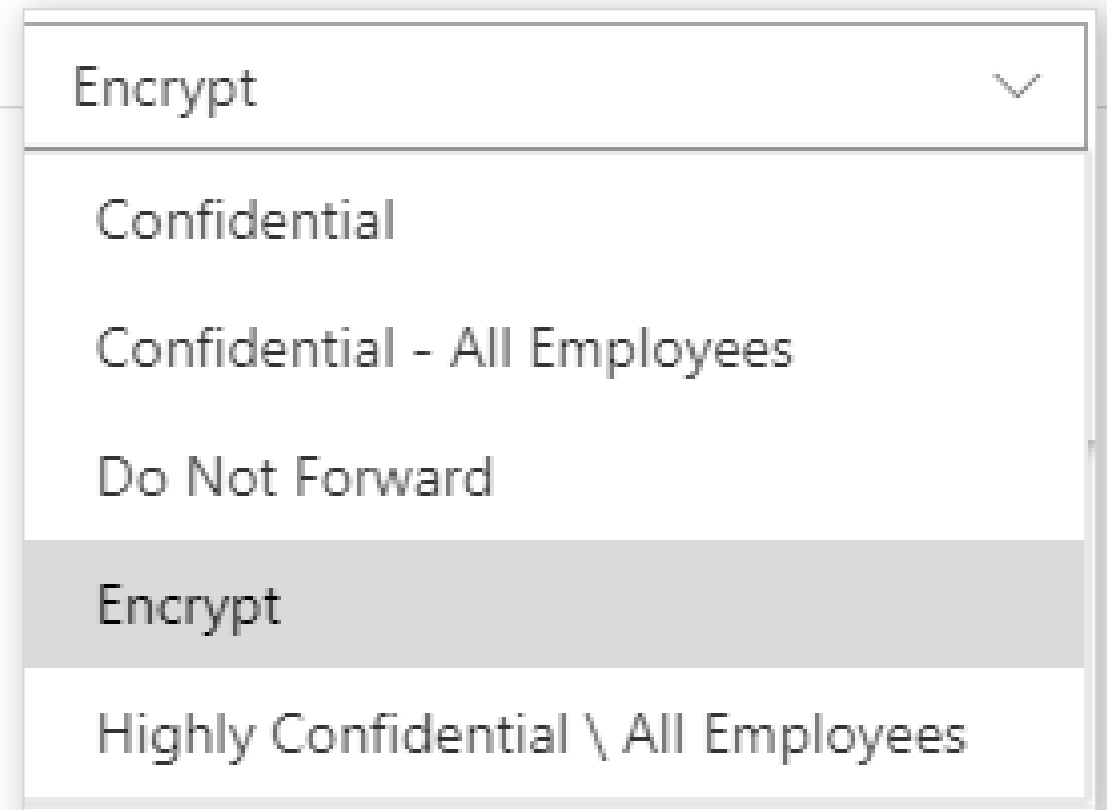 Encrypt
Confidential
Confidential - All Employees
Do Not Forward
Encrypt
Highly Confidential \ All Employees